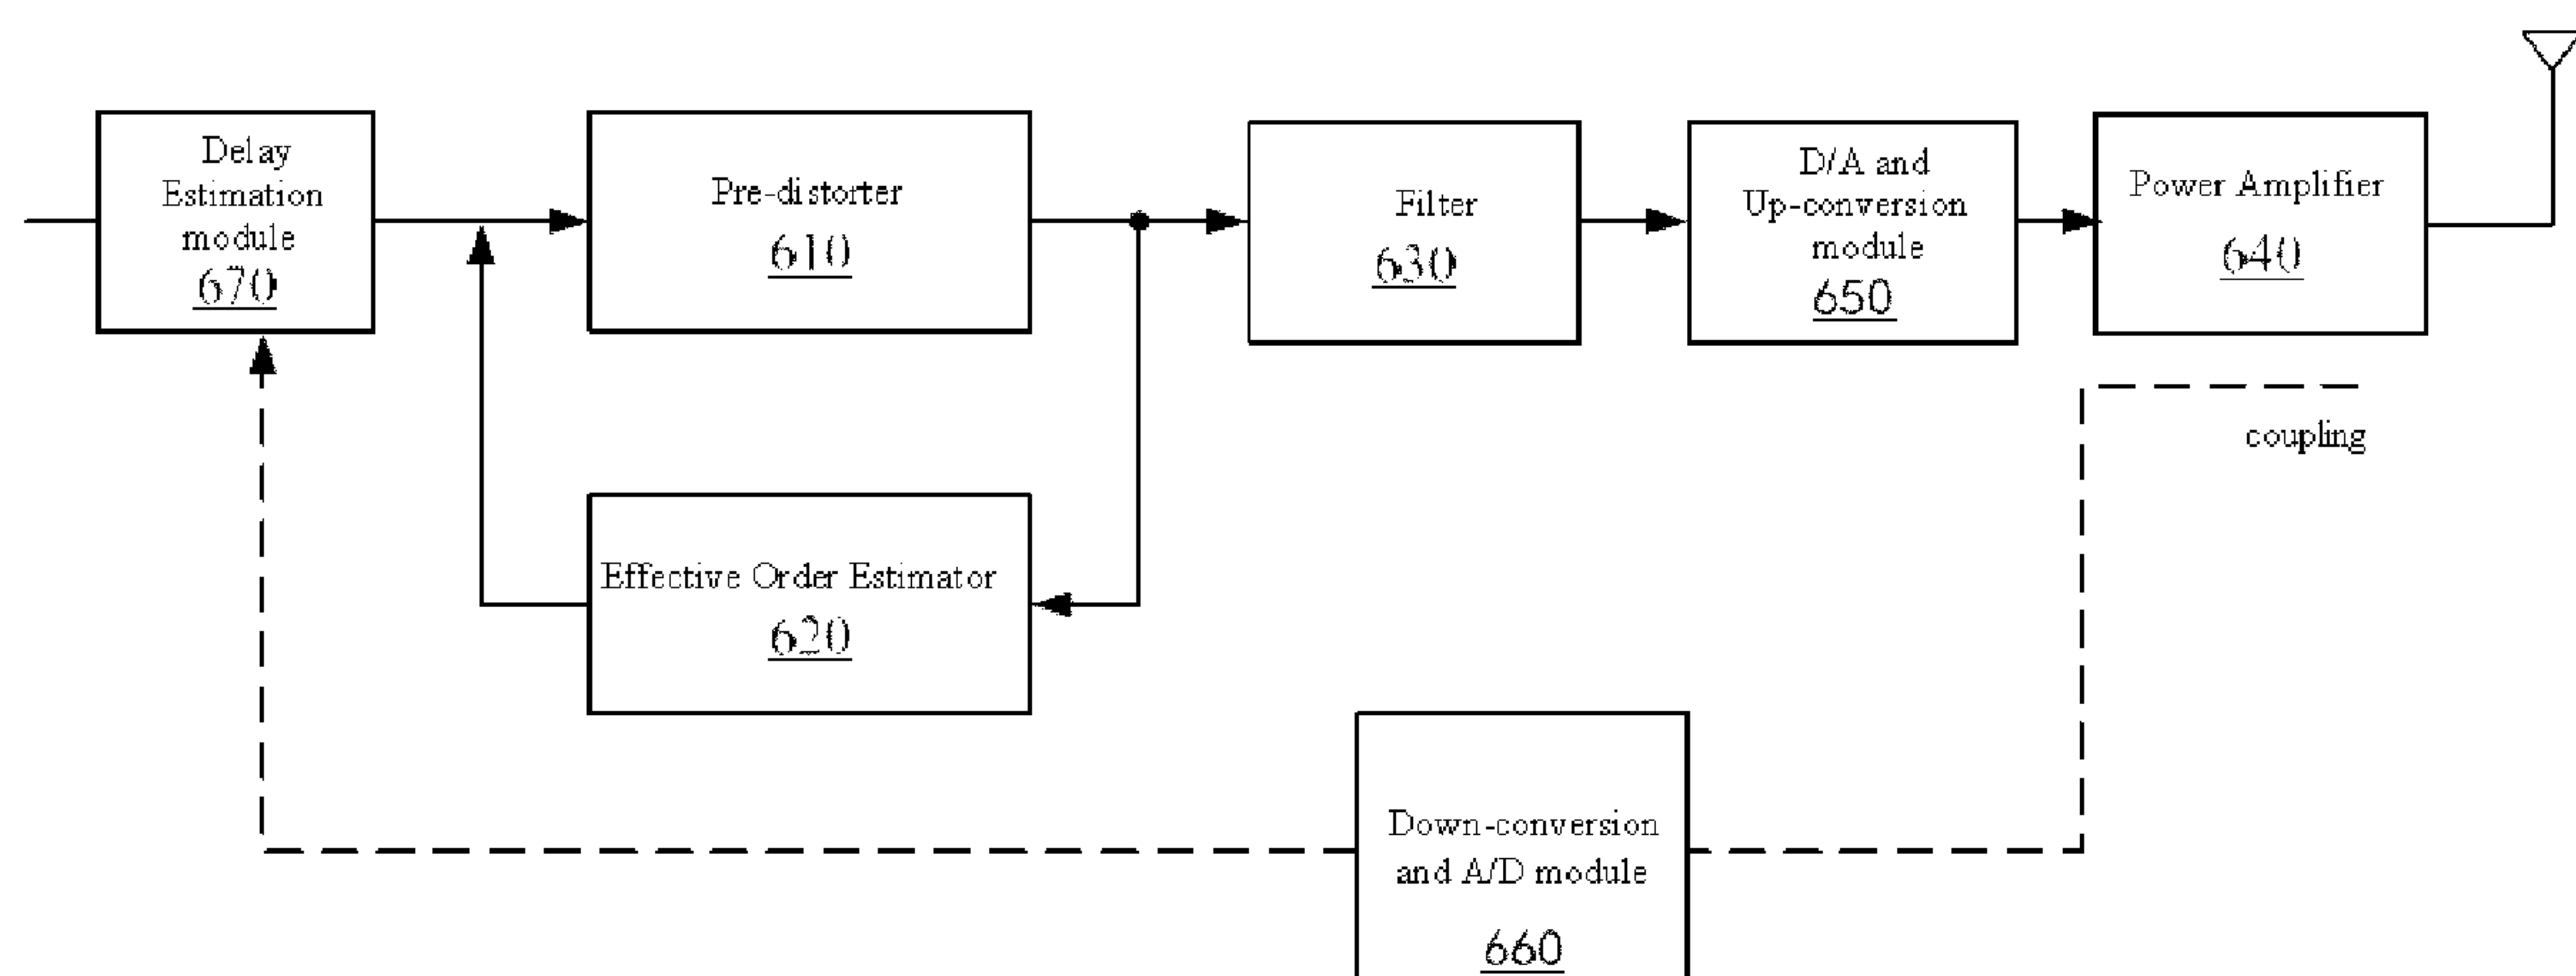 Delay
Estimation
module
670
Pre-distorter
610
Filter
630
D/A and
Up-conversion
module
650
Power Amplifier
640
coupling
Effective Order Estimator
620
Down-conversion
and A/D module
660